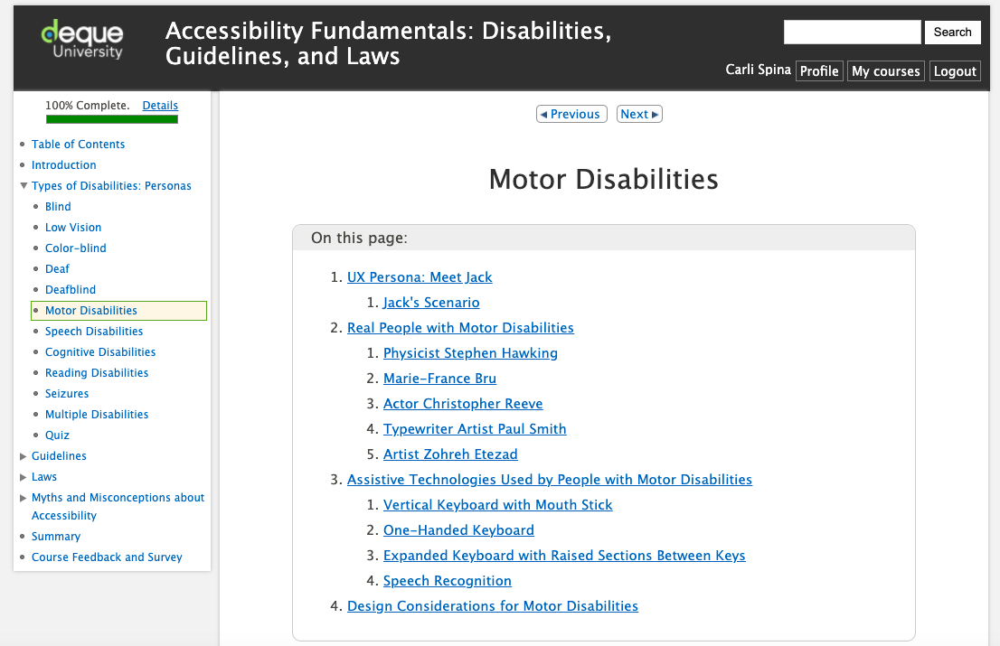 deque
University
Accessibility Fundamentals: Disabilities,
Guidelines, and Laws
Search
Carli Spina Profile My courses Logout
100% Complete. Details
Table of Contents
Introduction
Types of Disabilities: Personas
Blind
Low Vision
Color-blind
Deaf
Deafblind
Motor Disabilities
Speech Disabilities
Cognitive Disabilities
Reading Disabilities
Seizures
Multiple Disabilities
Quiz
Guidelines
Laws
Myths and Misconceptions about
Accessibility
Summary
Course Feedback and Survey
Previous Next
Motor Disabilities
On this page:
1. UX Persona: Meet Jack
1. Jack's Scenario
2. Real People with Motor Disabilities
1. Physicist Stephen Hawking
2. Marie-France Bru
3. Actor Christopher Reeve
4. Typewriter Artist Paul Smith
5. Artist Zohreh Etezad
3. Assistive Technologies Used by People with Motor Disabilities
1. Vertical Keyboard with Mouth Stick
2. One-Handed Keyboard
3. Expanded Keyboard with Raised Sections Between Keys
4. Speech Recognition
4. Design Considerations for Motor Disabilities